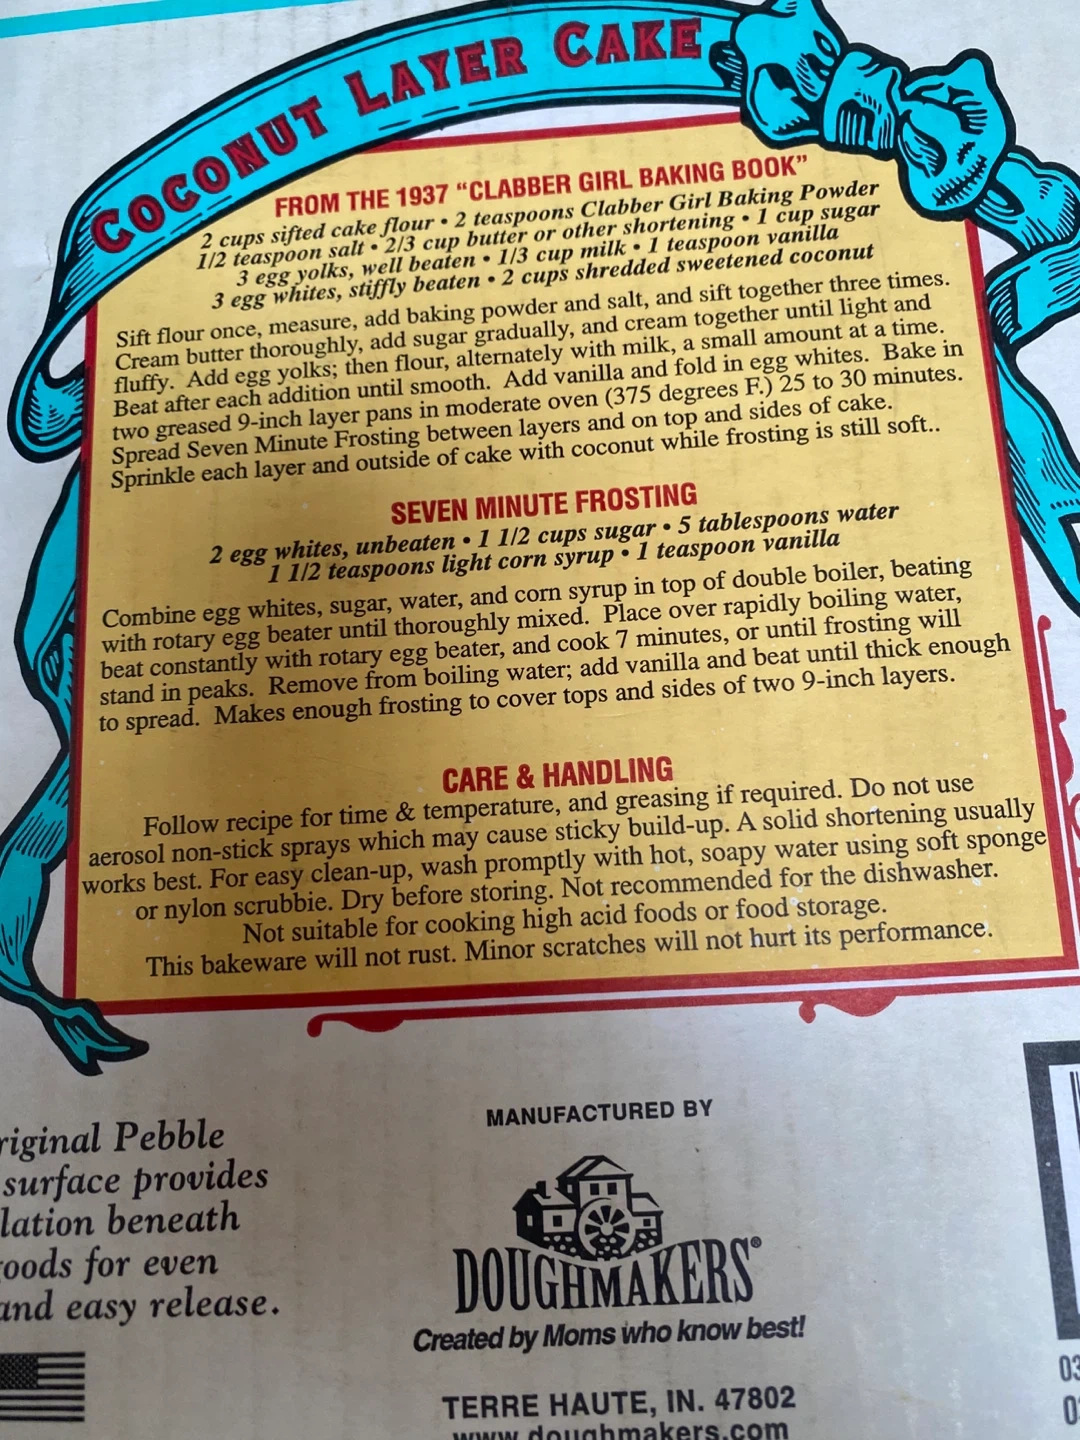 COCONUT LAYER CAKE
FROM THE 1937 "CLABBER GIRL BAKING BOOK"
2 cups sifted cake flour • 2 teaspoons Clabber Girl Baking Powder
1/2 teaspoon salt • 2/3 cup butter or other shortening • 1 cup sugar
3 egg yolks, well beaten • 1/3 cup milk • 1 teaspoon vanilla
3 egg whites, stiffly beaten • 2 cups shredded sweetened coconut
Sift flour once, measure, add baking powder and salt, and sift together three times.
Cream butter thoroughly, add sugar gradually, and cream together until light and
fluffy. Add egg yolks; then flour, alternately with milk, a small amount at a time.
Beat after each addition until smooth. Add vanilla and fold in egg whites. Bake in
two greased 9-inch layer pans in moderate oven (375 degrees F.) 25 to 30 minutes.
Spread Seven Minute Frosting between layers and on top and sides of cake.
Sprinkle each layer and outside of cake with coconut while frosting is still soft..
SEVEN MINUTE FROSTING
2 egg whites, unbeaten • 1 1/2 cups sugar • 5 tablespoons water
1 1/2 teaspoons light corn syrup • 1 teaspoon vanilla
Combine egg whites, sugar, water, and corn syrup in top of double boiler, beating
with rotary egg beater until thoroughly mixed. Place over rapidly boiling water,
beat constantly with rotary egg beater, and cook 7 minutes, or until frosting will
stand in peaks. Remove from boiling water; add vanilla and beat until thick enough
to spread. Makes enough frosting to cover tops and sides of two 9-inch layers.
CARE & HANDLING
Follow recipe for time & temperature, and greasing if required. Do not use
aerosol non-stick sprays which may cause sticky build-up. A solid shortening usually
works best. For easy clean-up, wash promptly with hot, soapy water using soft sponge
or nylon scrubbie. Dry before storing. Not recommended for the dishwasher.
Not suitable for cooking high acid foods or food storage.
This bakeware will not rust. Minor scratches will not hurt its performance.
riginal Pebble
surface provides
lation beneath
oods for even
and easy release.
MANUFACTURED BY
DOUGHMAKERS®
Created by Moms who know best!
TERRE HAUTE, IN. 47802
www.doughmakers.com
03